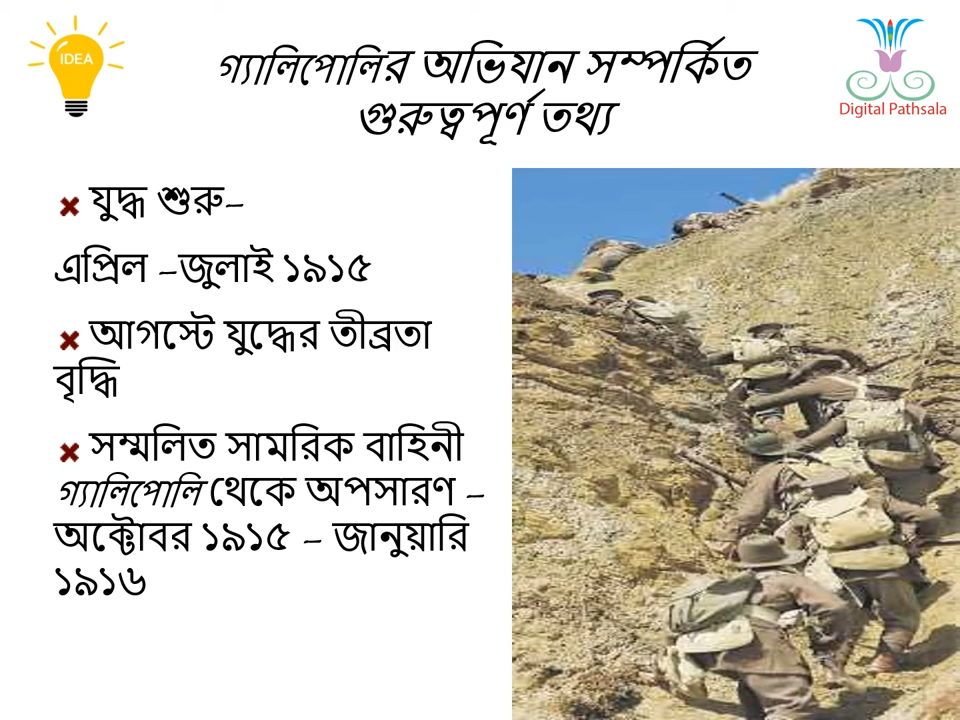 IDEA
গ্যালিপোলির অভিযান সম্পর্কিত
গুরুত্বপূর্ণ তথ্য
Digital Pathsala
যুদ্ধ শুরু–
এপ্রিল –জুলাই ১৯১৫
আগস্টে যুদ্ধের তীব্রতা
বৃদ্ধি
সম্মলিত সামরিক বাহিনী
গ্যালিপোলি থেকে অপসারণ –
অক্টোবর ১৯১৫ – জানুয়ারি
১৯১৬